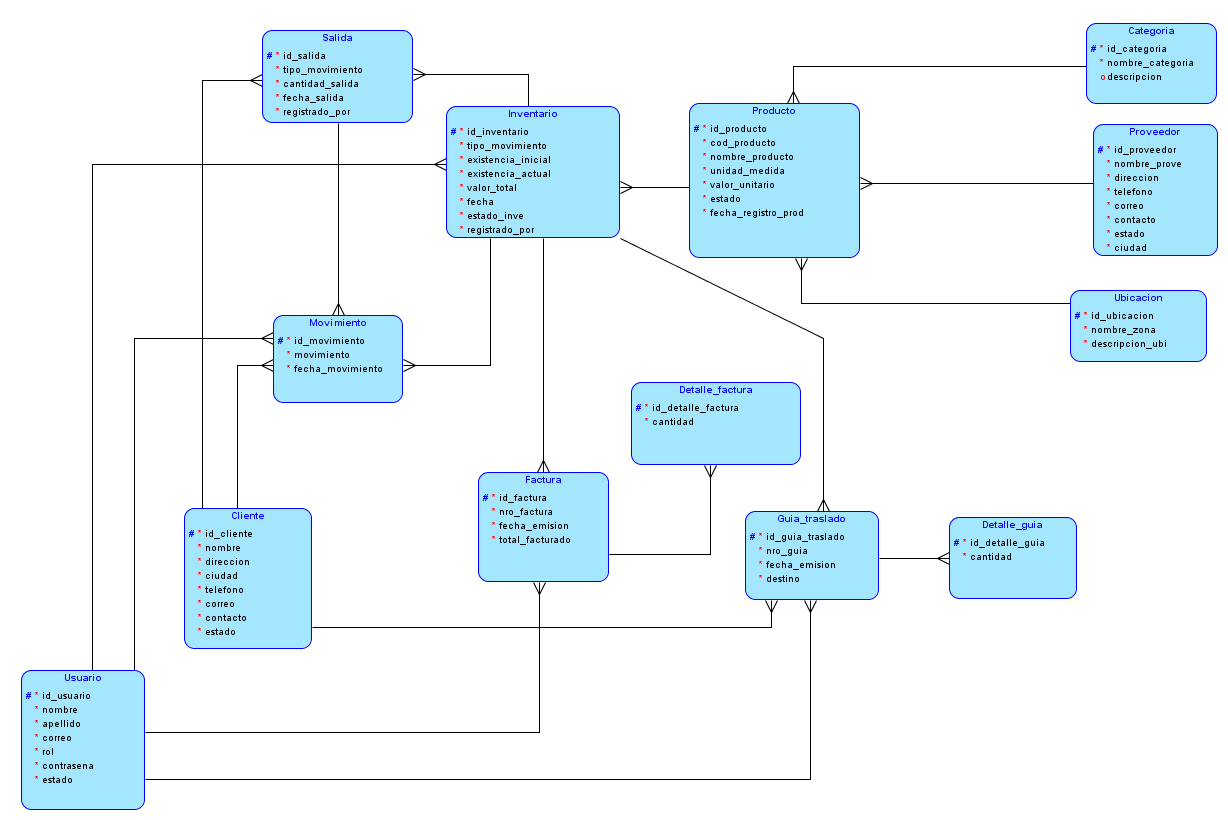 Salida
# * id_salida
* tipo_movimiento
* cantidad_salida
* fecha_salida
* registrado_por
Categoria
# * id_categoria
* nombre_categoria
o descripcion
Inventario
# * id_inventario
* tipo_movimiento
* existencia_inicial
* existencia_actual
* valor_total
* fecha
* estado_inve
* registrado_por
Producto
# * id_producto
* cod_producto
* nombre_producto
* unidad_medida
* valor_unitario
* estado
* fecha_registro_prod
Proveedor
# * id_proveedor
* nombre_prove
* direccion
* telefono
* correo
* contacto
* estado
* ciudad
Ubicacion
# * id_ubicacion
* nombre_zona
* descripcion_ubi
Movimiento
# * id_movimiento
* movimiento
* fecha_movimiento
Detalle_factura
# * id_detalle_factura
* cantidad
Factura
# * id_factura
* nro_factura
* fecha_emision
* total_facturado
Cliente
# * id_cliente
* nombre
* direccion
* ciudad
* telefono
* correo
* contacto
* estado
Guia_traslado
# * id_guia_traslado
* nro_guia
* fecha_emision
* destino
Detalle_guia
# * id_detalle_guia
* cantidad
Usuario
# * id_usuario
* nombre
* apellido
* correo
* rol
* contrasena
* estado